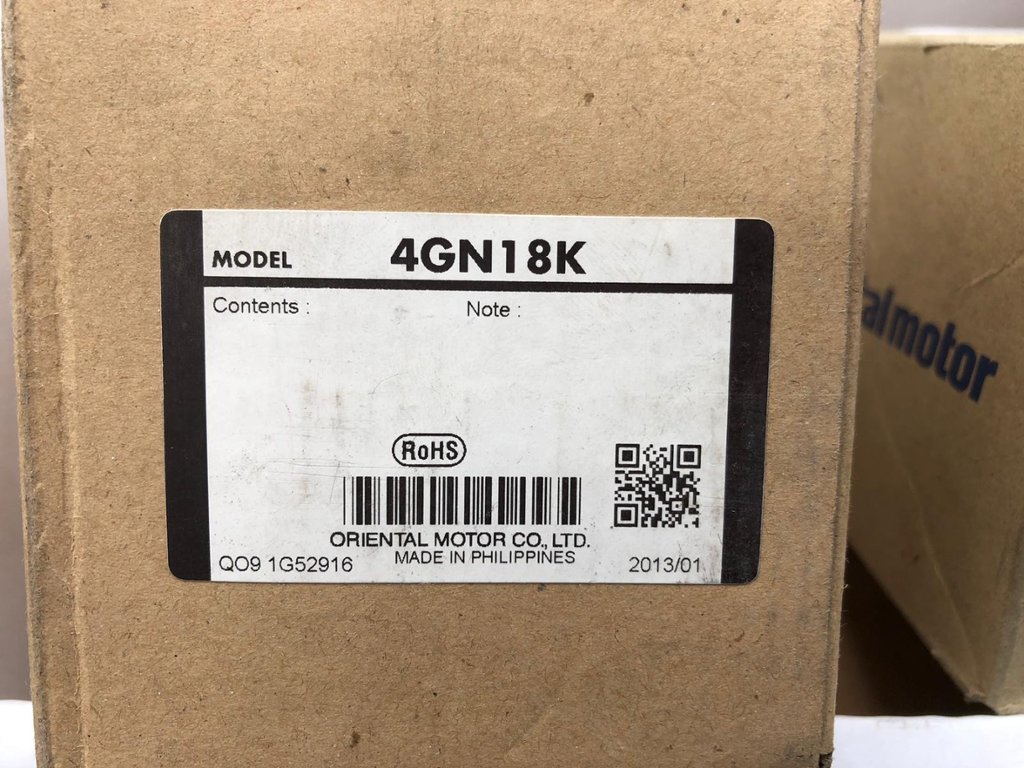 MODEL 4GN18K
Contents : Note :
RoHS
ORIENTAL MOTOR CO., LTD.
MADE IN PHILIPPINES
QO9 1G52916 2013/01
al motor